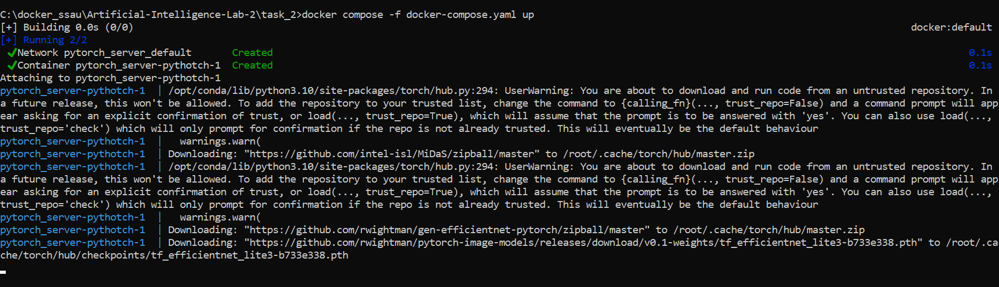 C:\docker_ssau\Artificial-Intelligence-Lab-2\task_2>docker compose -f docker-compose.yaml up
[+] Building 0.0s (0/0) docker:default
[+] Running 2/2
✔Network pytorch_server_default Created 0.1s
✔Container pytorch_server-pythotch-1 Created 0.1s
Attaching to pytorch_server-pythotch-1
pytorch_server-pythotch-1 | /opt/conda/lib/python3.10/site-packages/torch/hub.py:294: UserWarning: You are about to download and run code from an untrusted repository. In
a future release, this won't be allowed. To add the repository to your trusted list, change the command to {calling_fn}(..., trust_repo=False) and a command prompt will app
ear asking for an explicit confirmation of trust, or load(..., trust_repo=True), which will assume that the prompt is to be answered with 'yes'. You can also use load(...,
trust_repo='check') which will only prompt for confirmation if the repo is not already trusted. This will eventually be the default behaviour
pytorch_server-pythotch-1 | warnings.warn(
pytorch_server-pythotch-1 | Downloading: "https://github.com/intel-isl/MiDaS/zipball/master" to /root/.cache/torch/hub/master.zip
pytorch_server-pythotch-1 | /opt/conda/lib/python3.10/site-packages/torch/hub.py:294: UserWarning: You are about to download and run code from an untrusted repository. In
a future release, this won't be allowed. To add the repository to your trusted list, change the command to {calling_fn}(..., trust_repo=False) and a command prompt will app
ear asking for an explicit confirmation of trust, or load(..., trust_repo=True), which will assume that the prompt is to be answered with 'yes'. You can also use load(...,
trust_repo='check') which will only prompt for confirmation if the repo is not already trusted. This will eventually be the default behaviour
pytorch_server-pythotch-1 | warnings.warn(
pytorch_server-pythotch-1 | Downloading: "https://github.com/rwightman/gen-efficientnet-pytorch/zipball/master" to /root/.cache/torch/hub/master.zip
pytorch_server-pythotch-1 | Downloading: "https://github.com/rwightman/pytorch-image-models/releases/download/v0.1-weights/tf_efficientnet_lite3-b733e338.pth" to /root/.ca
che/torch/hub/checkpoints/tf_efficientnet_lite3-b733e338.pth